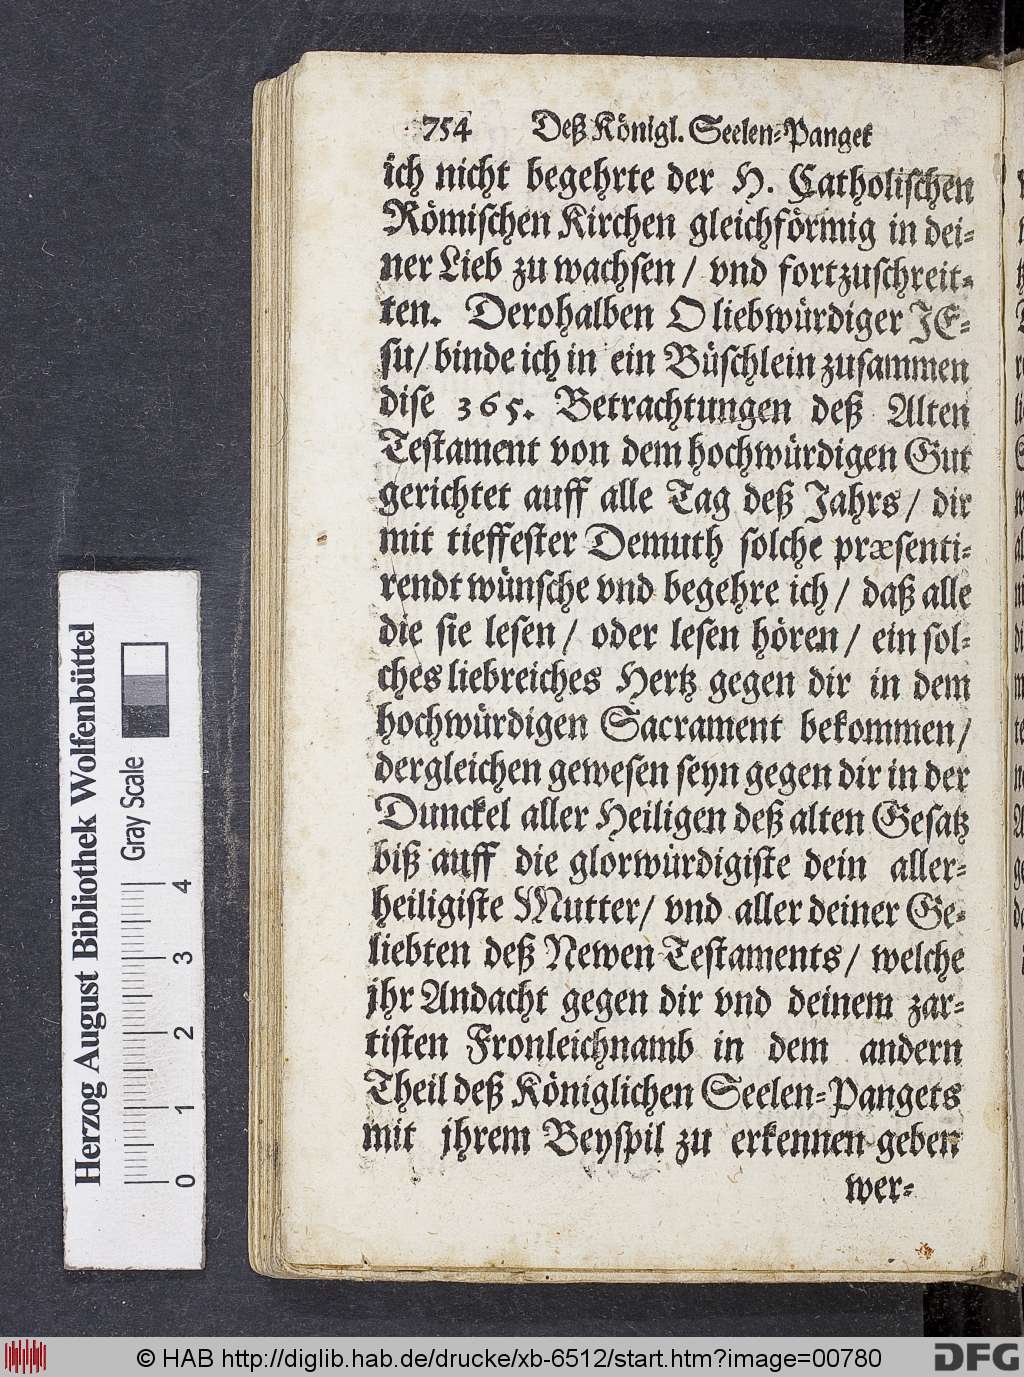 754 Deß Königl. Seelen-Panget
ich nicht begehrte der H. Catholischen
Römischen Kirchen gleichförmig in dei-
ner Lieb zu wachsen / vnd fortzuschreit-
ten. Derohalben O liebwürdiger JE-
su / binde ich in ein Büschlein zusammen
dise 365. Betrachtungen deß Alten
Testament von dem hochwürdigen Gut
gerichtet auff alle Tag deß Jahrs / dir
mit tieffester Demuth solche præsenti-
rendt wünsche vnd begehre ich / daß alle
die sie lesen / oder lesen hören / ein sol-
ches liebreiches Hertz gegen dir in dem
hochwürdigen Sacrament bekommen /
dergleichen gewesen seyn gegen dir in der
Dunckel aller Heiligen deß alten Gesatz
biß auff die glorwürdigiste dein aller-
heiligiste Mutter / vnd aller deiner Ge-
liebten deß Newen Testaments / welche
jhr Andacht gegen dir vnd deinem zar-
tisten Fronleichnamb in dem andern
Theil deß Königlichen Seelen-Pangets
mit jhrem Beyspil zu erkennen geben
wer-
Herzog August Bibliothek Wolfenbüttel
Gray Scale
0 1 2 3 4
© HAB http://diglib.hab.de/drucke/xb-6512/start.htm?image=00780
DFG